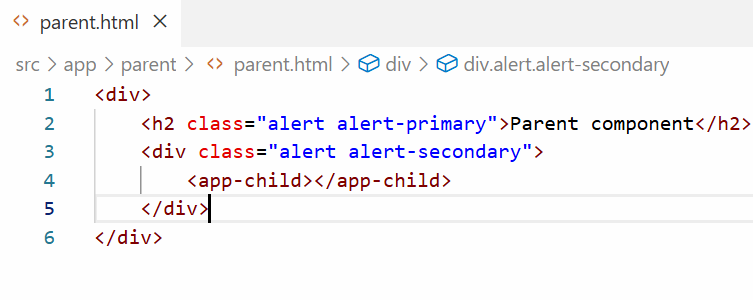 parent.html
src > app > parent > parent.html > div > div.alert.alert-secondary
1 <div>
2     <h2 class="alert alert-primary">Parent component</h2>
3     <div class="alert alert-secondary">
4         <app-child></app-child>
5     </div>
6 </div>